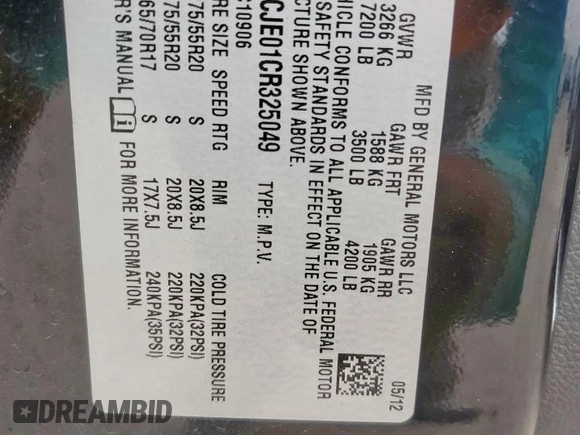 MFD BY GENERAL MOTORS LLC 05/12
GVWR GAWR FRT GAWR RR
3266 KG 1588 KG 1905 KG
7200 LB 3500 LB 4200 LB
CONFORMS TO ALL APPLICABLE U.S. FEDERAL MOTOR
SAFETY STANDARDS IN EFFECT ON THE DATE OF
SHOWN ABOVE.
CJE01CR325049 TYPE: M.P.V.
10906
SIZE SPEED RTG RIM COLD TIRE PRESSURE
75/55R20 S 20X8.5J 220KPA(32PSI)
75/55R20 S 20X8.5J 220KPA(32PSI)
65/70R17 S 17X7.5J 240KPA(35PSI)
MANUAL FOR MORE INFORMATION.
DREAMBID